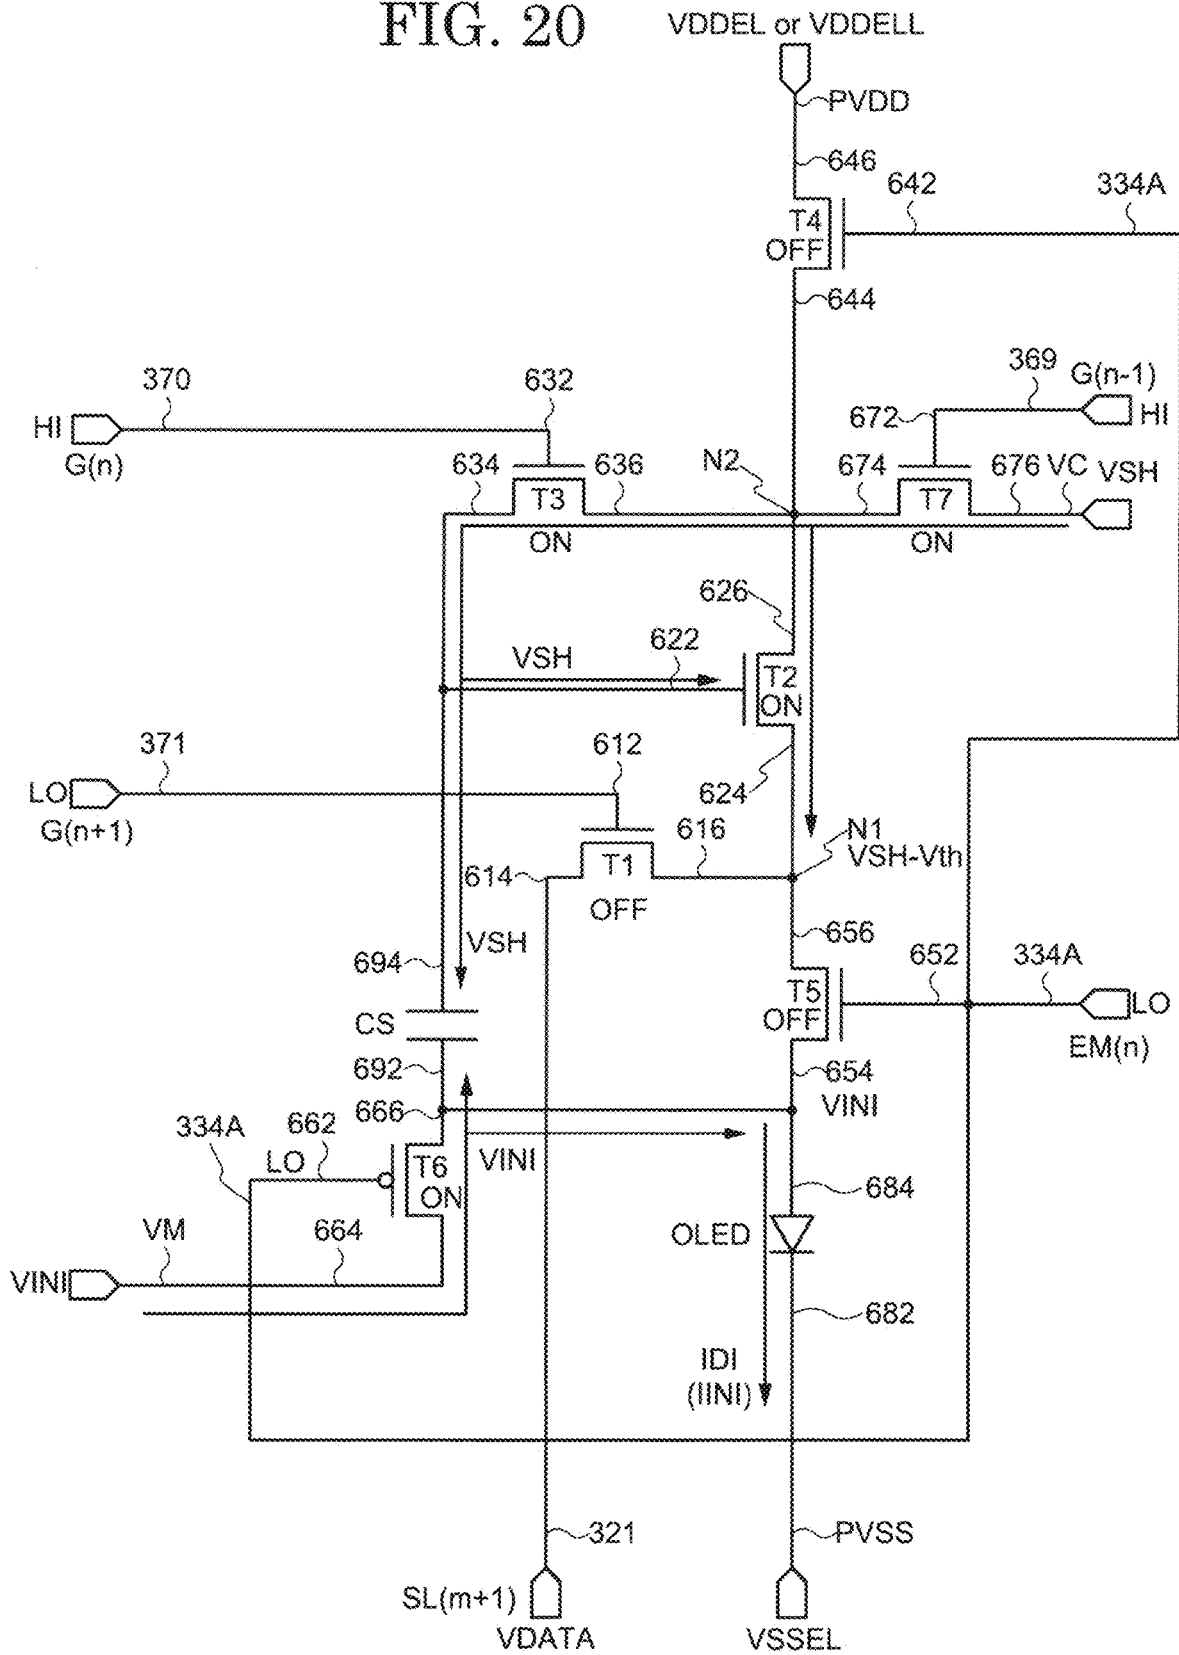 FIG. 20
VDDEL or VDDELL
PVDD
646
642
334A
T4
OFF
644
369
G(n-1)
HI
672
370
632
HI
G(n)
634
636
N2
674
676
VC
VSH
T3
ON
T7
ON
626
622
VSH
T2
ON
371
612
LO
G(n+1)
624
616
N1
VSH-Vth
614
T1
OFF
VSH
656
694
652
334A
T5
OFF
LO
EM(n)
CS
692
654
VINI
666
334A
662
LO
T6
ON
VINI
684
VM
664
OLED
VINI
682
IDI
(IINI)
321
PVSS
SL(m+1)
VDATA
VSSEL